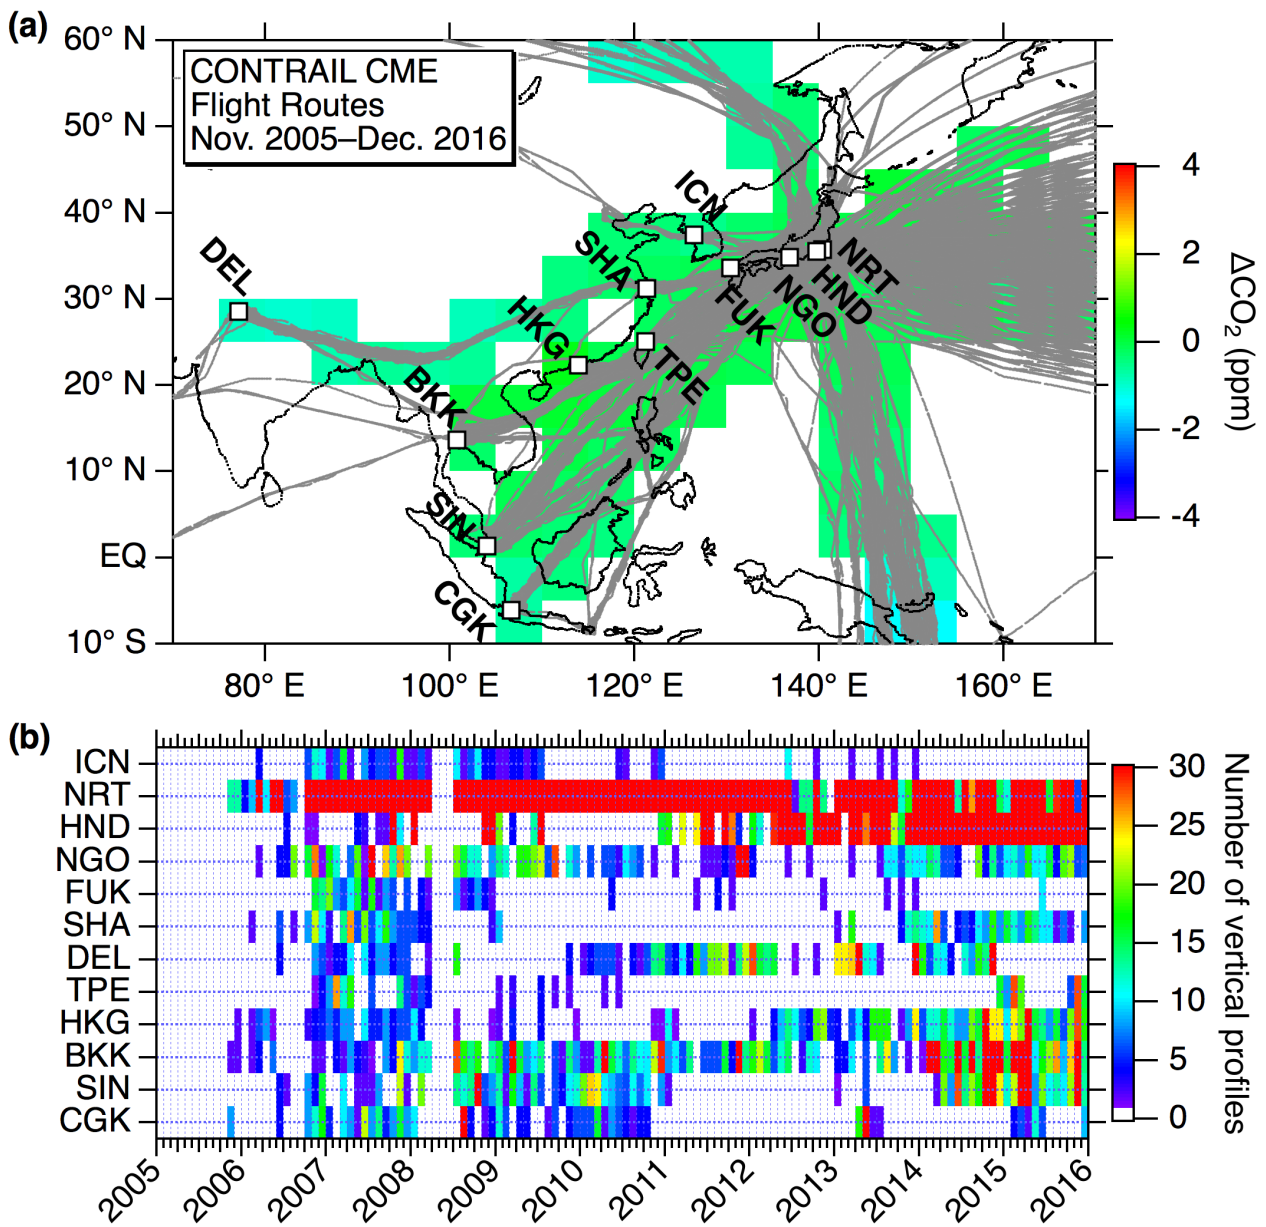 (a)
60° N
50° N
40° N
30° N
20° N
10° N
EQ
10° S
CONTRAIL CME
Flight Routes
Nov. 2005–Dec. 2016
DEL
ICN
SHA
HKG
BKK
SIN
CGK
TPE
FUK
NGO
HND
NRT
80° E
100° E
120° E
140° E
160° E
4
2
0
-2
-4
ΔCO₂ (ppm)
(b)
ICN
NRT
HND
NGO
FUK
SHA
DEL
TPE
HKG
BKK
SIN
CGK
2005
2006
2007
2008
2009
2010
2011
2012
2013
2014
2015
2016
30
25
20
15
10
5
0
Number of vertical profiles